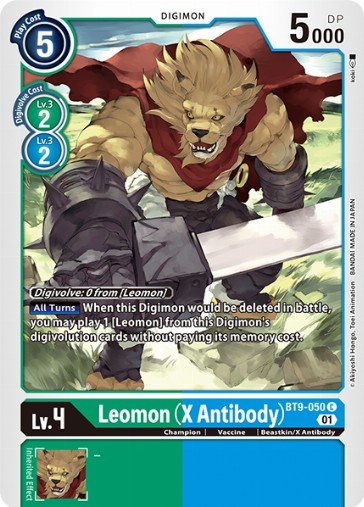 Play Cost
5
DIGIMON
5000
DP
Digivolve Cost
Lv.3
2
Lv.3
2
koki
© Akiyoshi Hongo, Toei Animation BANDAI MADE IN JAPAN
Digivolve: 0 from [Leomon]
All Turns When this Digimon would be deleted in battle,
you may play 1 [Leomon] from this Digimon's
digivolution cards without paying its memory cost.
Lv.4
Leomon (X Antibody)
BT9-050 C
01
Champion | Vaccine | Beastkin/X Antibody
Inherited Effect
-